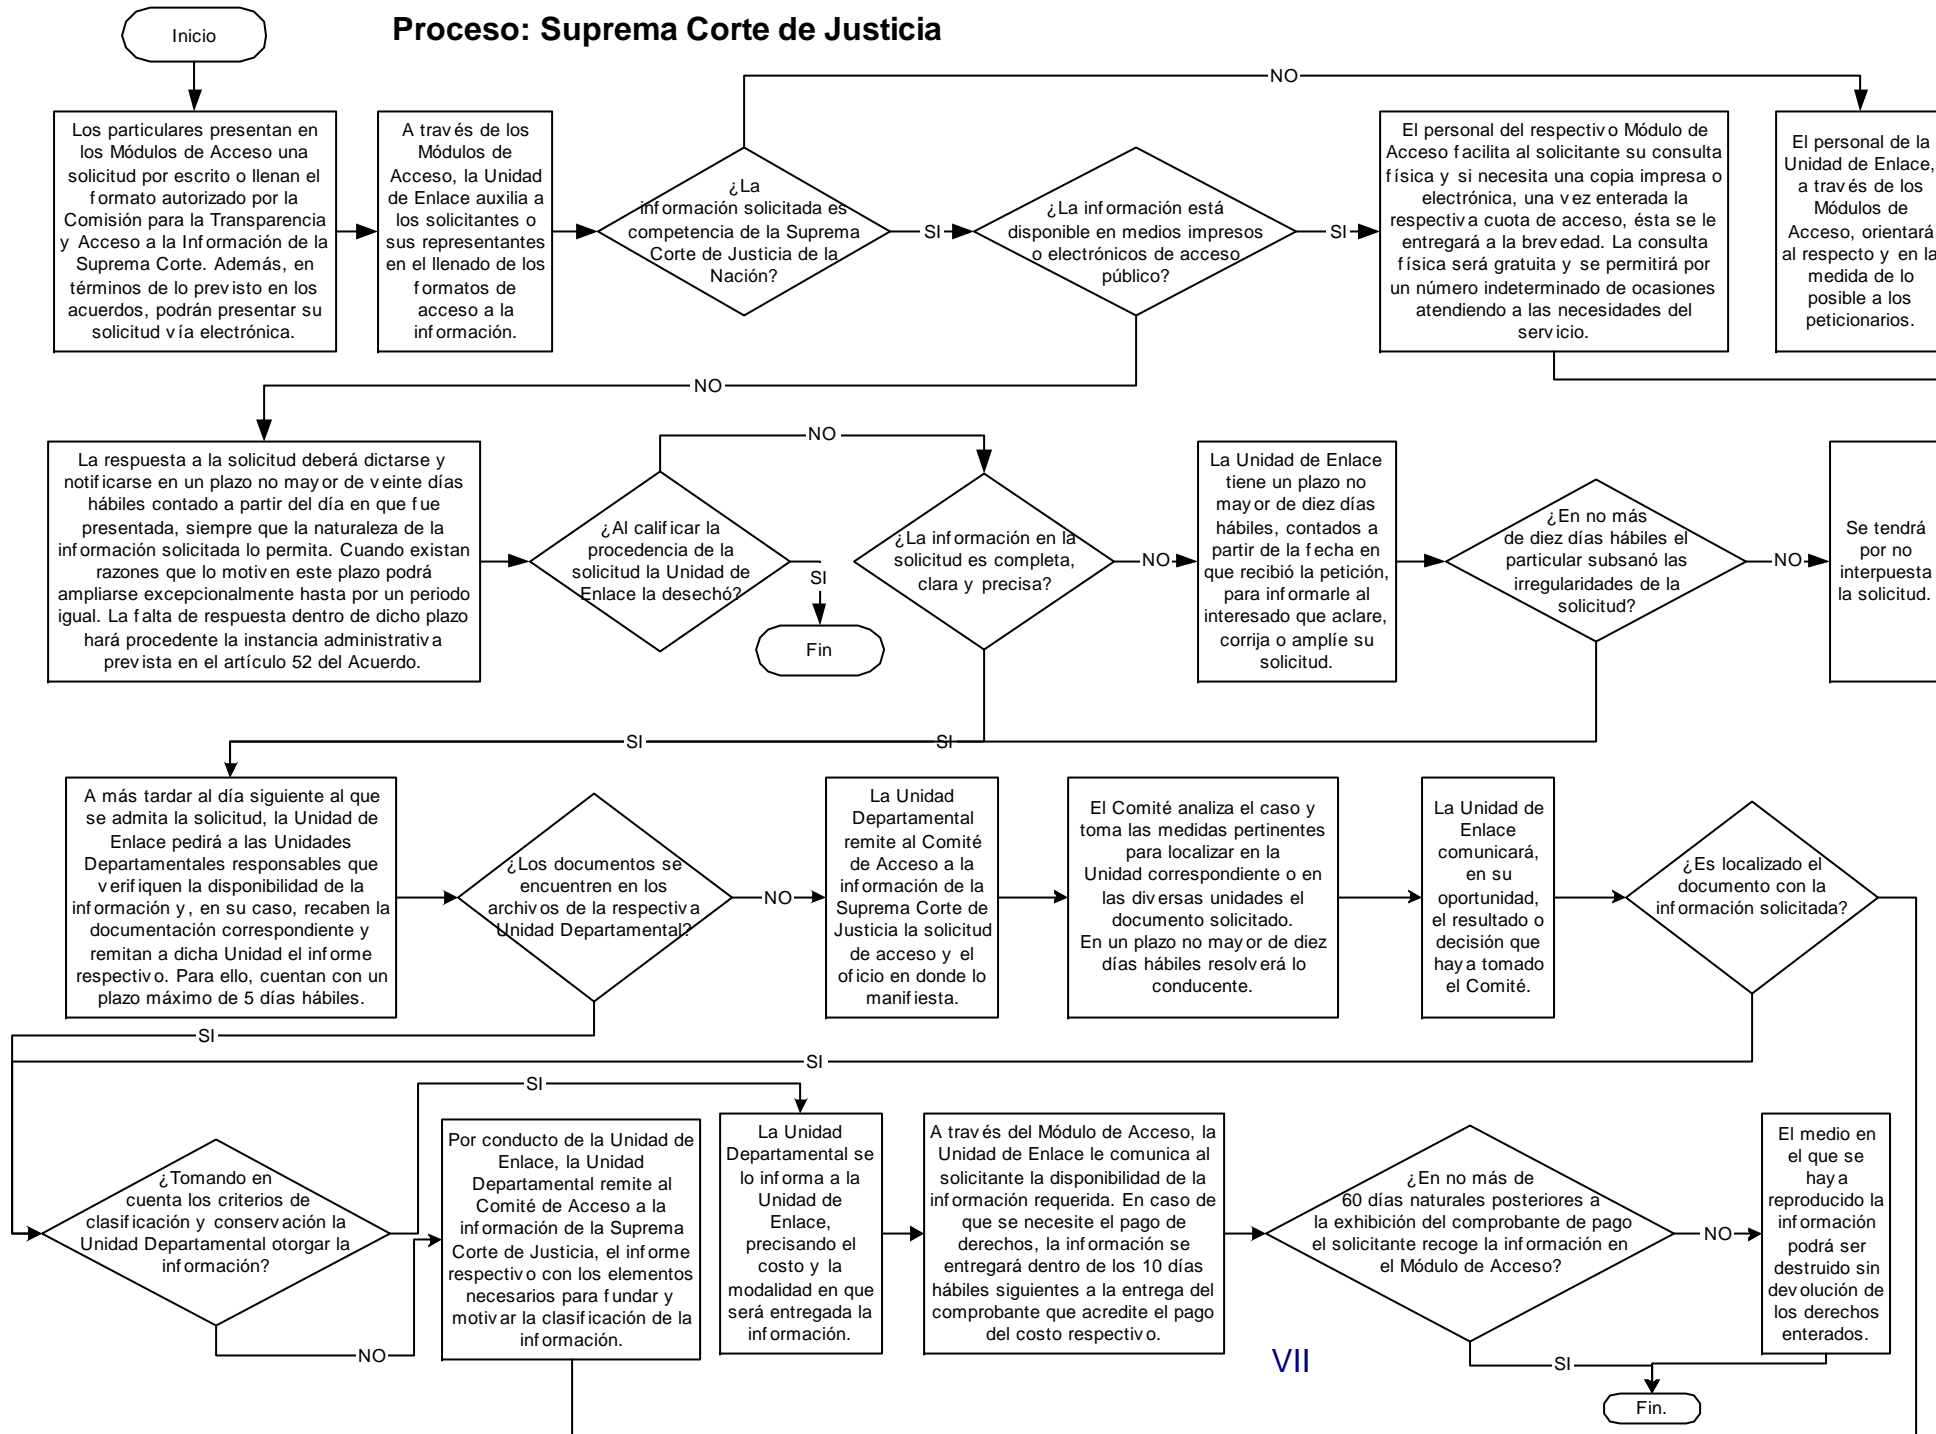 Proceso: Suprema Corte de Justicia
Inicio
Los particulares presentan en
los Módulos de Acceso una
solicitud por escrito o llenan el
formato autorizado por la
Comisión para la Transparencia
y Acceso a la Información de la
Suprema Corte. Además, en
términos de lo previsto en los
acuerdos, podrán presentar su
solicitud vía electrónica.
A través de los
Módulos de
Acceso, la Unidad
de Enlace auxilia a
los solicitantes o
sus representantes
en el llenado de los
formatos de
acceso a la
información.
¿La
información solicitada es
competencia de la Suprema
Corte de Justicia de la
Nación?
NO
SI
¿La información está
disponible en medios impresos
o electrónicos de acceso
público?
SI
El personal del respectivo Módulo de
Acceso facilita al solicitante su consulta
física y si necesita una copia impresa o
electrónica, una vez enterada la
respectiva cuota de acceso, ésta se le
entregará a la brevedad. La consulta
física será gratuita y se permitirá por
un número indeterminado de ocasiones
atendiendo a las necesidades del
servicio.
El personal de la
Unidad de Enlace,
a través de los
Módulos de
Acceso, orientará
al respecto y en la
medida de lo
posible a los
peticionarios.
NO
La respuesta a la solicitud deberá dictarse y
notificarse en un plazo no mayor de veinte días
hábiles contado a partir del día en que fue
presentada, siempre que la naturaleza de la
información solicitada lo permita. Cuando existan
razones que lo motiven este plazo podrá
ampliarse excepcionalmente hasta por un periodo
igual. La falta de respuesta dentro de dicho plazo
hará procedente la instancia administrativa
prevista en el artículo 52 del Acuerdo.
¿Al calificar la
procedencia de la
solicitud la Unidad de
Enlace la desechó?
NO
SI
Fin
¿La información en la
solicitud es completa,
clara y precisa?
NO
La Unidad de Enlace
tiene un plazo no
mayor de diez días
hábiles, contados a
partir de la fecha en
que recibió la petición,
para informarle al
interesado que aclare,
corrija o amplíe su
solicitud.
¿En no más
de diez días hábiles el
particular subsanó las
irregularidades de la
solicitud?
NO
Se tendrá
por no
interpuesta
la solicitud.
SI
SI
A más tardar al día siguiente al que
se admita la solicitud, la Unidad de
Enlace pedirá a las Unidades
Departamentales responsables que
verifiquen la disponibilidad de la
información y, en su caso, recaben la
documentación correspondiente y
remitan a dicha Unidad el informe
respectivo. Para ello, cuentan con un
plazo máximo de 5 días hábiles.
¿Los documentos se
encuentren en los
archivos de la respectiva
Unidad Departamental?
NO
La Unidad
Departamental
remite al Comité
de Acceso a la
información de la
Suprema Corte de
Justicia la solicitud
de acceso y el
oficio en donde lo
manifiesta.
El Comité analiza el caso y
toma las medidas pertinentes
para localizar en la
Unidad correspondiente o en
las diversas unidades el
documento solicitado.
En un plazo no mayor de diez
días hábiles resolverá lo
conducente.
La Unidad de
Enlace
comunicará,
en su
oportunidad,
el resultado o
decisión que
haya tomado
el Comité.
¿Es localizado el
documento con la
información solicitada?
SI
SI
SI
¿Tomando en
cuenta los criterios de
clasificación y conservación la
Unidad Departamental otorgar la
información?
NO
Por conducto de la Unidad de
Enlace, la Unidad
Departamental remite al
Comité de Acceso a la
información de la Suprema
Corte de Justicia, el informe
respectivo con los elementos
necesarios para fundar y
motivar la clasificación de la
información.
La Unidad
Departamental se
lo informa a la
Unidad de
Enlace,
precisando el
costo y la
modalidad en que
será entregada la
información.
A través del Módulo de Acceso, la
Unidad de Enlace le comunica al
solicitante la disponibilidad de la
información requerida. En caso de
que se necesite el pago de
derechos, la información se
entregará dentro de los 10 días
hábiles siguientes a la entrega del
comprobante que acredite el pago
del costo respectivo.
¿En no más de
60 días naturales posteriores a
la exhibición del comprobante de pago
el solicitante recoge la información en
el Módulo de Acceso?
NO
El medio en
el que se
haya
reproducido la
información
podrá ser
destruido sin
devolución de
los derechos
enterados.
SI
Fin.
VII